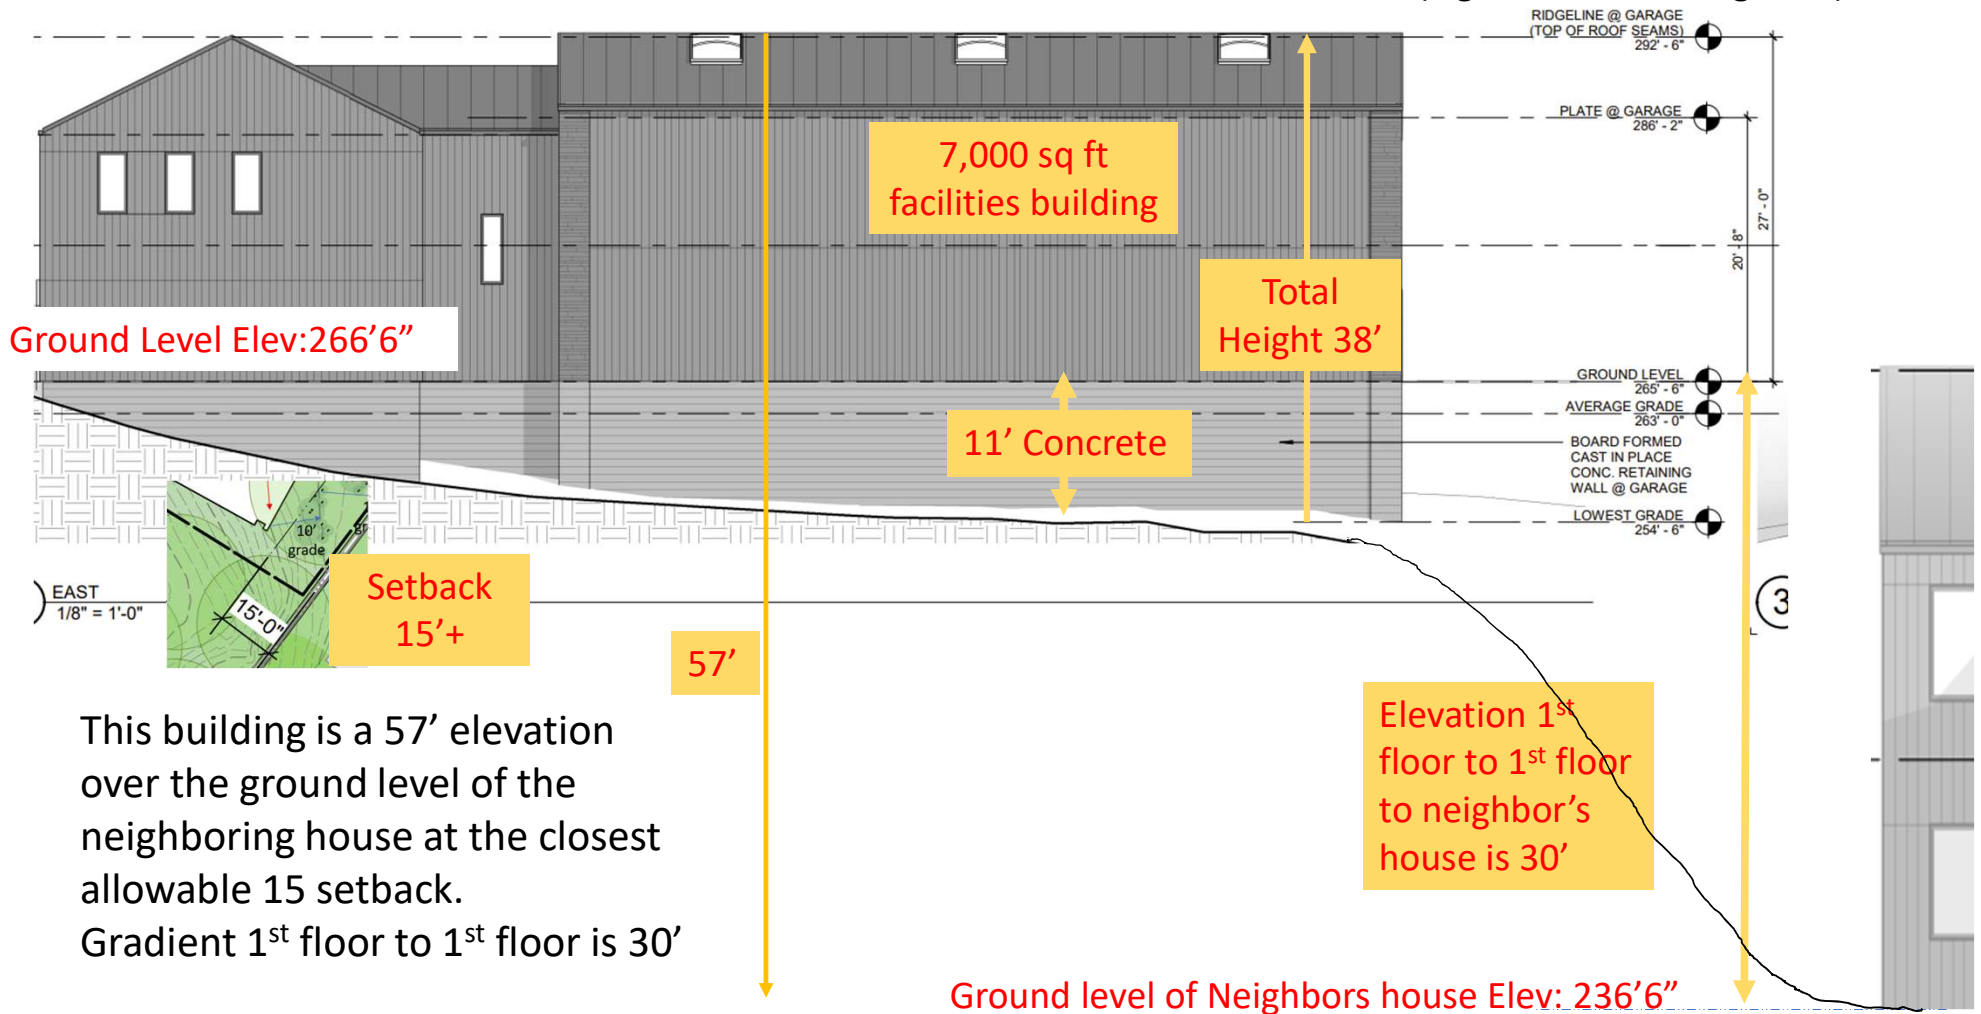 RIDGELINE @ GARAGE
(TOP OF ROOF SEAMS)
292' - 6"
PLATE @ GARAGE
286' - 2"
7,000 sq ft
facilities building
27' - 0"
20' - 8"
Total
Height 38'
Ground Level Elev:266'6"
GROUND LEVEL
265' - 6"
AVERAGE GRADE
263' - 0"
11' Concrete
BOARD FORMED
CAST IN PLACE
CONC. RETAINING
WALL @ GARAGE
LOWEST GRADE
254' - 6"
10'
grade
gr
15'-0"
EAST
1/8" = 1'-0"
Setback
15'+
3
57'
This building is a 57' elevation
over the ground level of the
neighboring house at the closest
allowable 15 setback.
Gradient 1st floor to 1st floor is 30'
Elevation 1st
floor to 1st floor
to neighbor's
house is 30'
Ground level of Neighbors house Elev: 236'6"